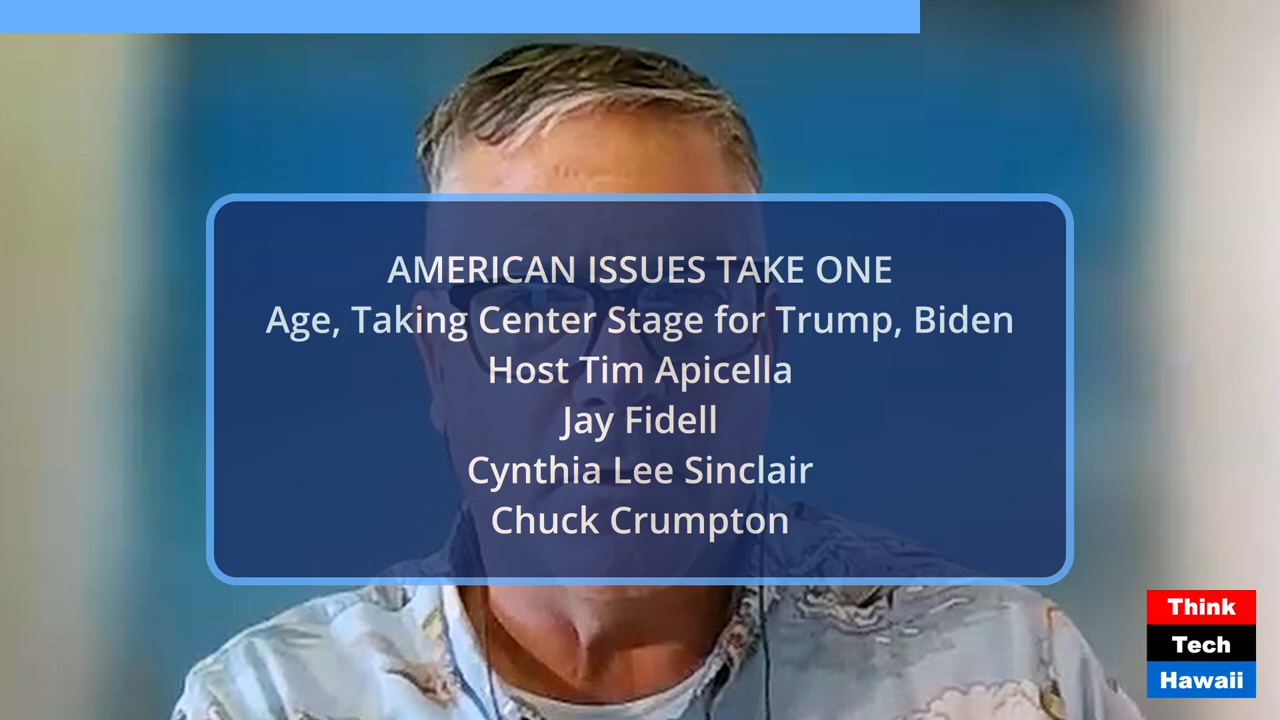 AMERICAN ISSUES TAKE ONE
Age, Taking Center Stage for Trump, Biden
Host Tim Apicella
Jay Fidell
Cynthia Lee Sinclair
Chuck Crumpton
Think
Tech
Hawaii